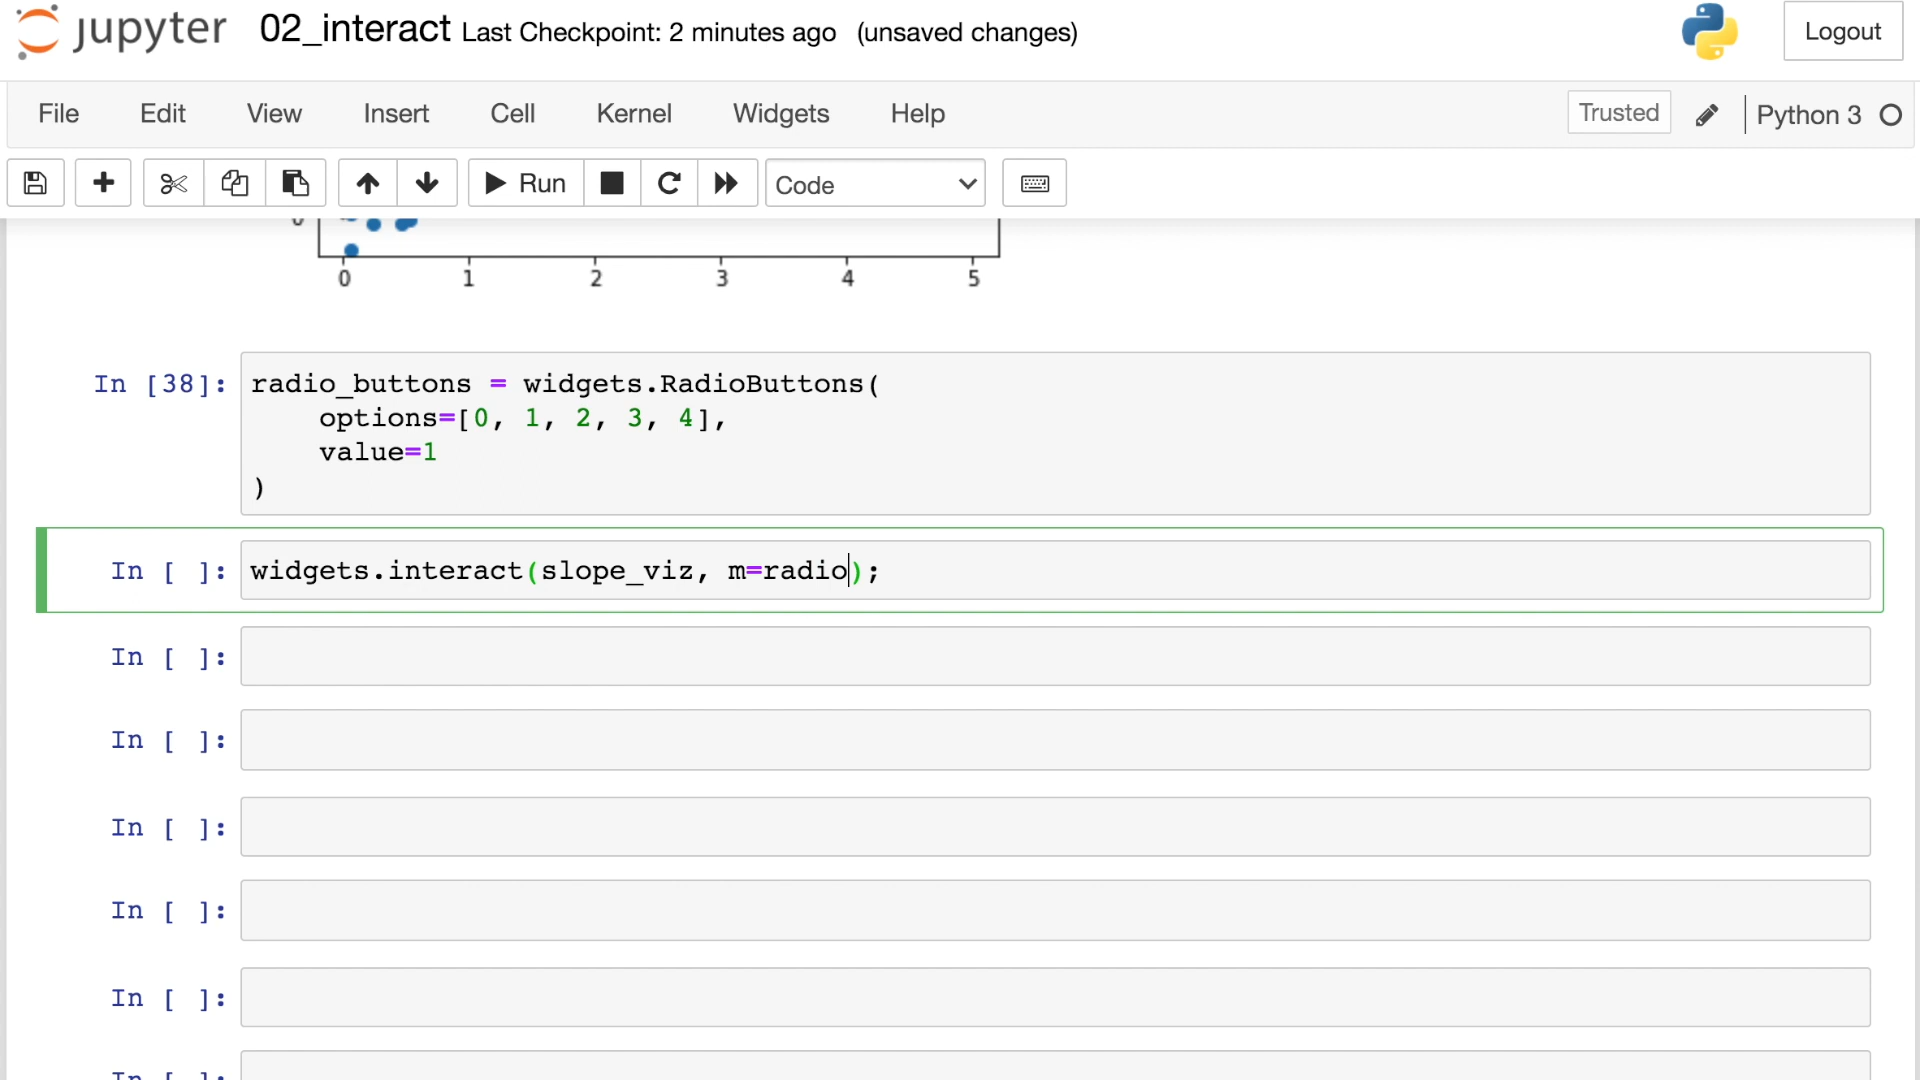 jupyter 02_interact Last Checkpoint: 2 minutes ago (unsaved changes) Logout
File Edit View Insert Cell Kernel Widgets Help Trusted Python 3
Run Code
0
0 1 2 3 4 5
In [38]: radio_buttons = widgets.RadioButtons(
options=[0, 1, 2, 3, 4],
value=1
)
In [ ]: widgets.interact(slope_viz, m=radio);
In [ ]:
In [ ]:
In [ ]:
In [ ]:
In [ ]:
In [ ]: